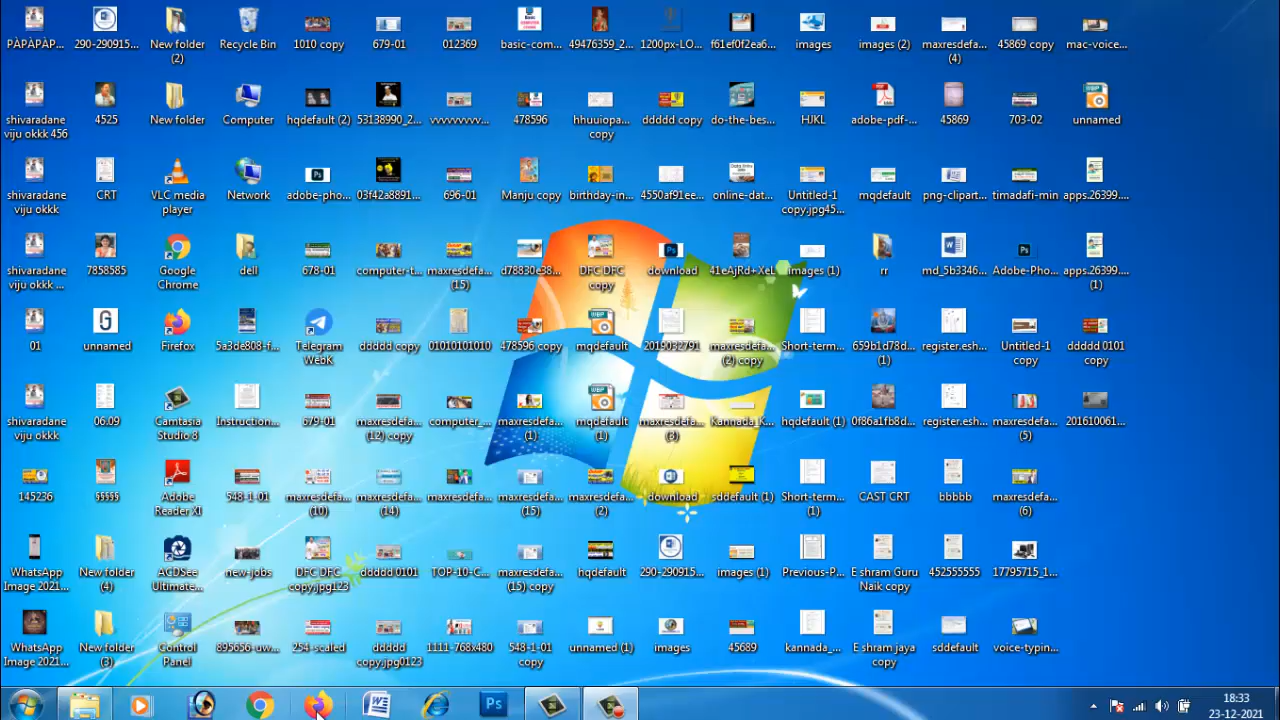 PÀPÀPÀP...
290-290915...
New folder
(2)
Recycle Bin
1010 copy
679-01
012369
basic-com...
49476359_2...
1200px-LO...
f61ef0f2ea6...
images
images (2)
maxresdefa...
(4)
45869 copy
mac-voice...
shivaradane
viju okkk 456
4525
New folder
Computer
hqdefault (2)
53138990_2...
vvvvvvvvv...
478596
hhuuiopa...
copy
ddddd copy
do-the-bes...
HJKL
adobe-pdf-...
45869
703-02
unnamed
shivaradane
viju okkk
CRT
VLC media
player
Network
adobe-pho...
03f42a8891...
696-01
Manju copy
birthday-in...
4550af91ee...
online-dat...
Untitled-1
copy.jpg45...
mqdefault
png-clipart...
timadafi-min
apps.26399....
shivaradane
viju okkk ...
7858585
Google
Chrome
dell
678-01
computer-t...
maxresdefa...
(15)
d78830e38...
DFC DFC
copy
download
41eAjRd+XeL
images (1)
rr
md_5b3346...
Adobe-Pho...
apps.26399....
(1)
01
unnamed
Firefox
5a3de808-f...
Telegram
WebK
ddddd copy
01010101010
478596 copy
mqdefault
2019032791
maxresdefa...
(2) copy
Short-term...
659b1d78d...
(1)
register.esh...
Untitled-1
copy
ddddd 0101
copy
shivaradane
viju okkk
06:09
Camtasia
Studio 8
Instruction...
679-01
maxresdefa...
(12) copy
computer_...
maxresdefa...
(1)
mqdefault
(1)
maxresdefa...
(3)
Kannada_K...
hqdefault (1)
0f86a1fb8d...
register.esh...
maxresdefa...
(5)
201610061...
145236
§§§§§
Adobe
Reader XI
548-1-01
maxresdefa...
(10)
maxresdefa...
(14)
maxresdefa...
maxresdefa...
(15)
maxresdefa...
(2)
download
sddefault (1)
Short-term...
(1)
CAST CRT
bbbbb
maxresdefa...
(6)
WhatsApp
Image 2021...
New folder
(4)
ACDSee
Ultimate...
new-jobs
DFC DFC
copy.jpg123
ddddd 0101
TOP-10-C...
maxresdefa...
(15) copy
hqdefault
290-290915...
images (1)
Previous-P...
E shram Guru
Naik copy
452555555
17795715_1...
WhatsApp
Image 2021...
New folder
(3)
Control
Panel
895656-uw...
254-scaled
ddddd
copy.jpg0123
1111-768x480
548-1-01
copy
unnamed (1)
images
45689
kannada_...
E shram jaya
copy
sddefault
voice-typin...
Ps
18:33
23-12-2021